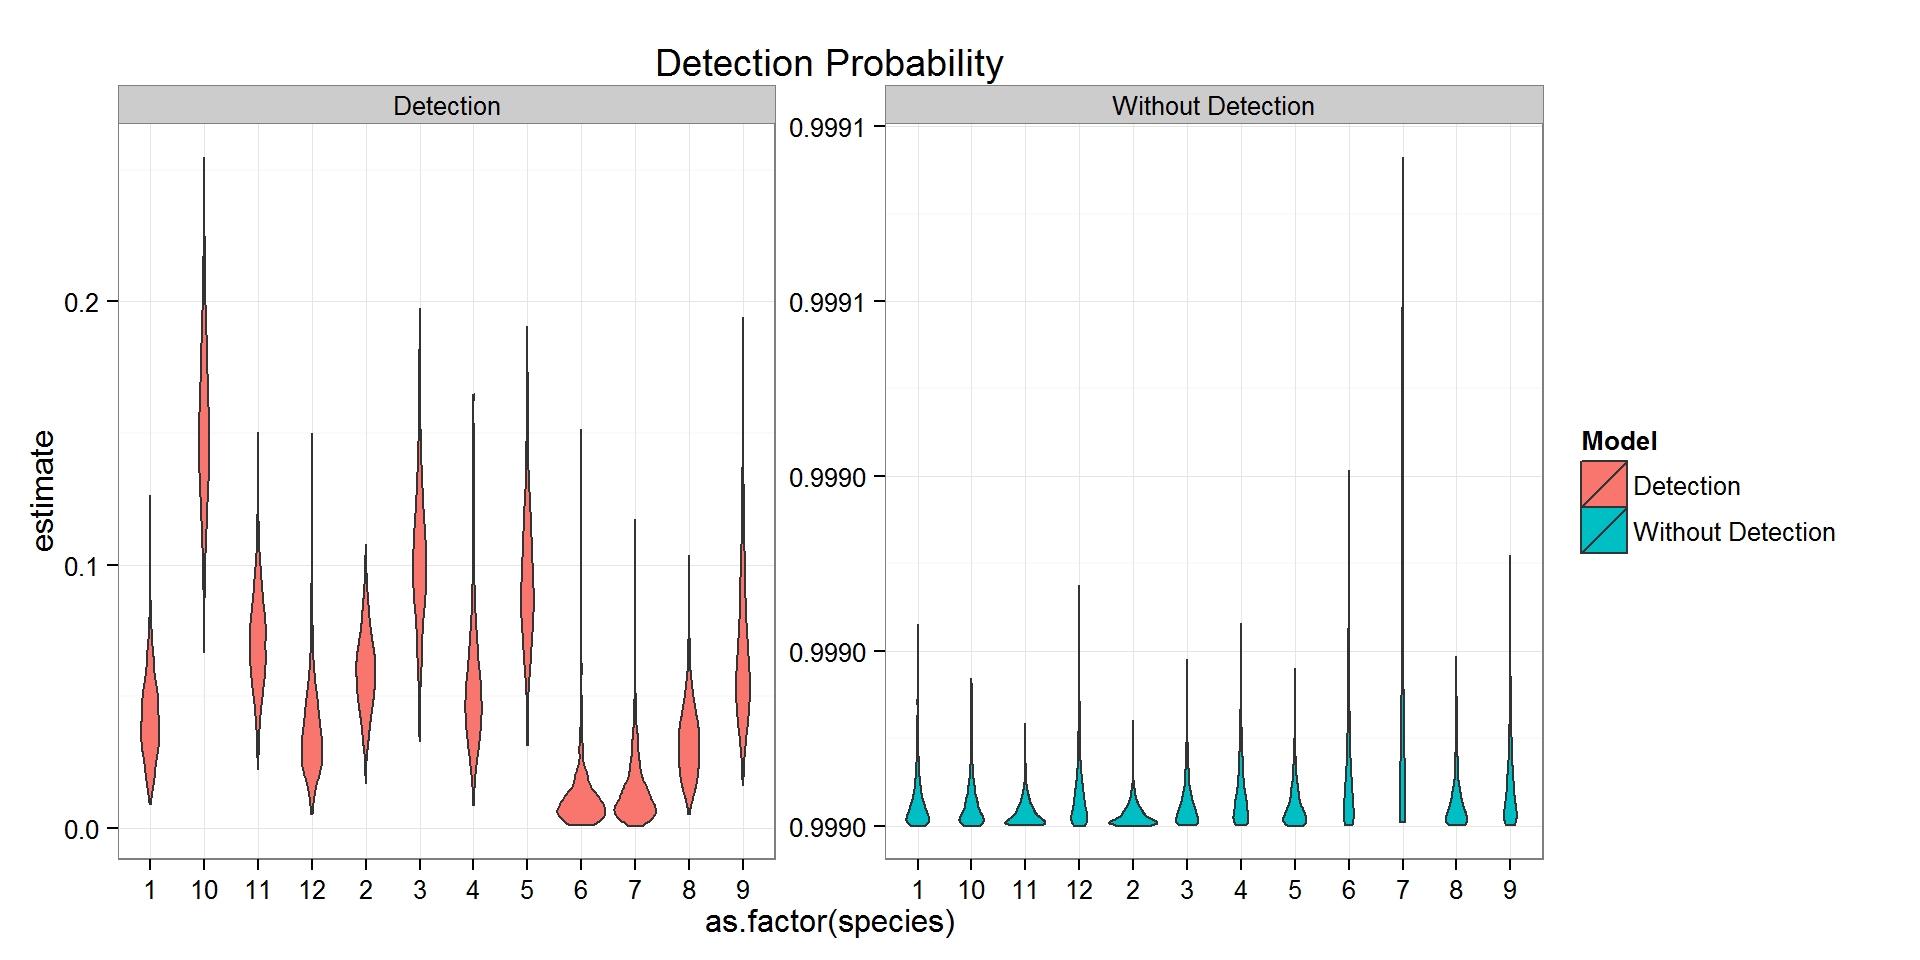 Detection Probability
Detection
Without Detection
estimate
0.2
0.1
0.0
0.9991
0.9991
0.9990
0.9990
0.9990
1 10 11 12 2 3 4 5 6 7 8 9
1 10 11 12 2 3 4 5 6 7 8 9
as.factor(species)
Model
Detection
Without Detection